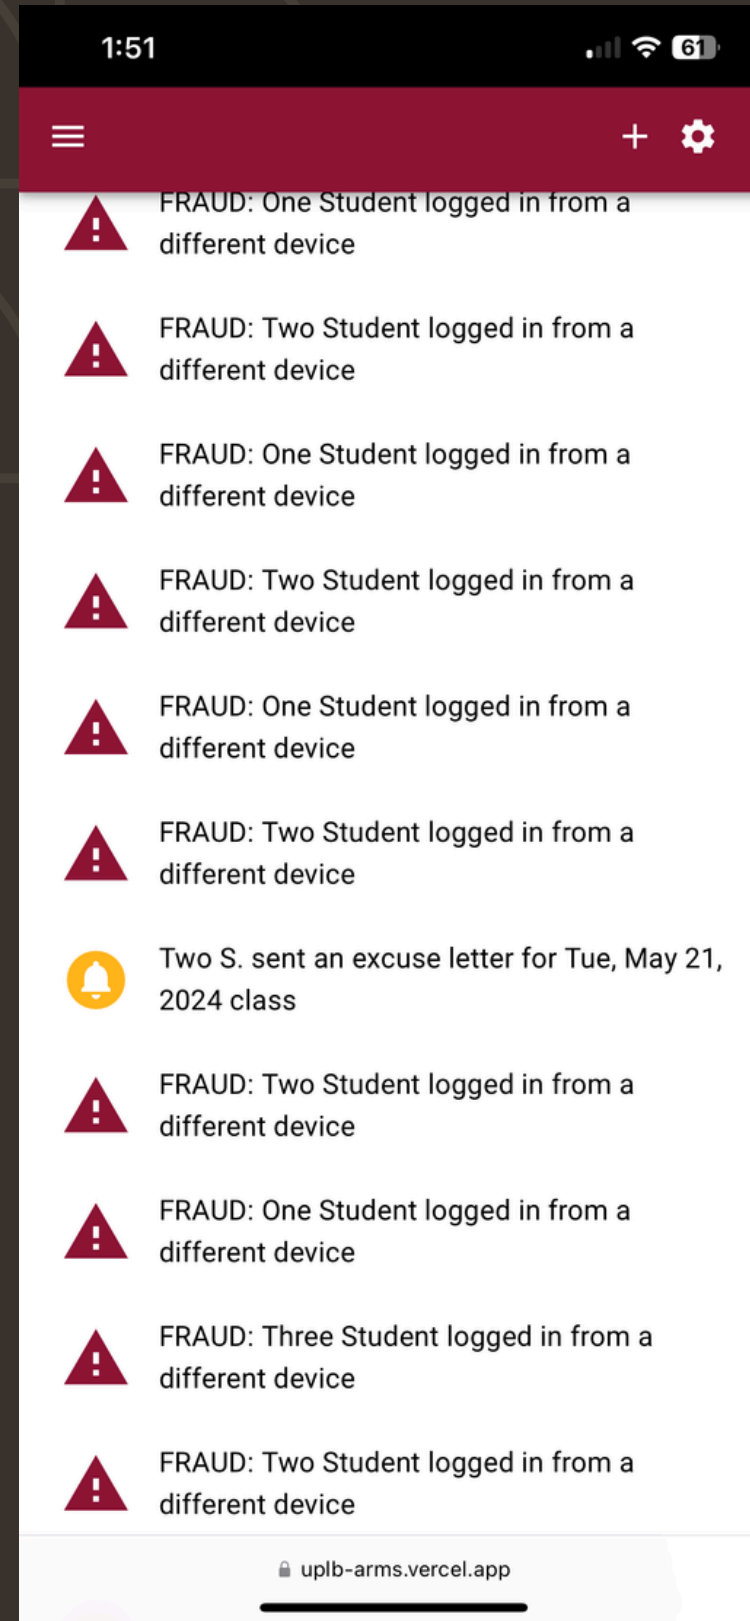 1:51
61
FRAUD: One Student logged in from a
different device
FRAUD: Two Student logged in from a
different device
FRAUD: One Student logged in from a
different device
FRAUD: Two Student logged in from a
different device
FRAUD: One Student logged in from a
different device
FRAUD: Two Student logged in from a
different device
Two S. sent an excuse letter for Tue, May 21,
2024 class
FRAUD: Two Student logged in from a
different device
FRAUD: One Student logged in from a
different device
FRAUD: Three Student logged in from a
different device
FRAUD: Two Student logged in from a
different device
uplb-arms.vercel.app